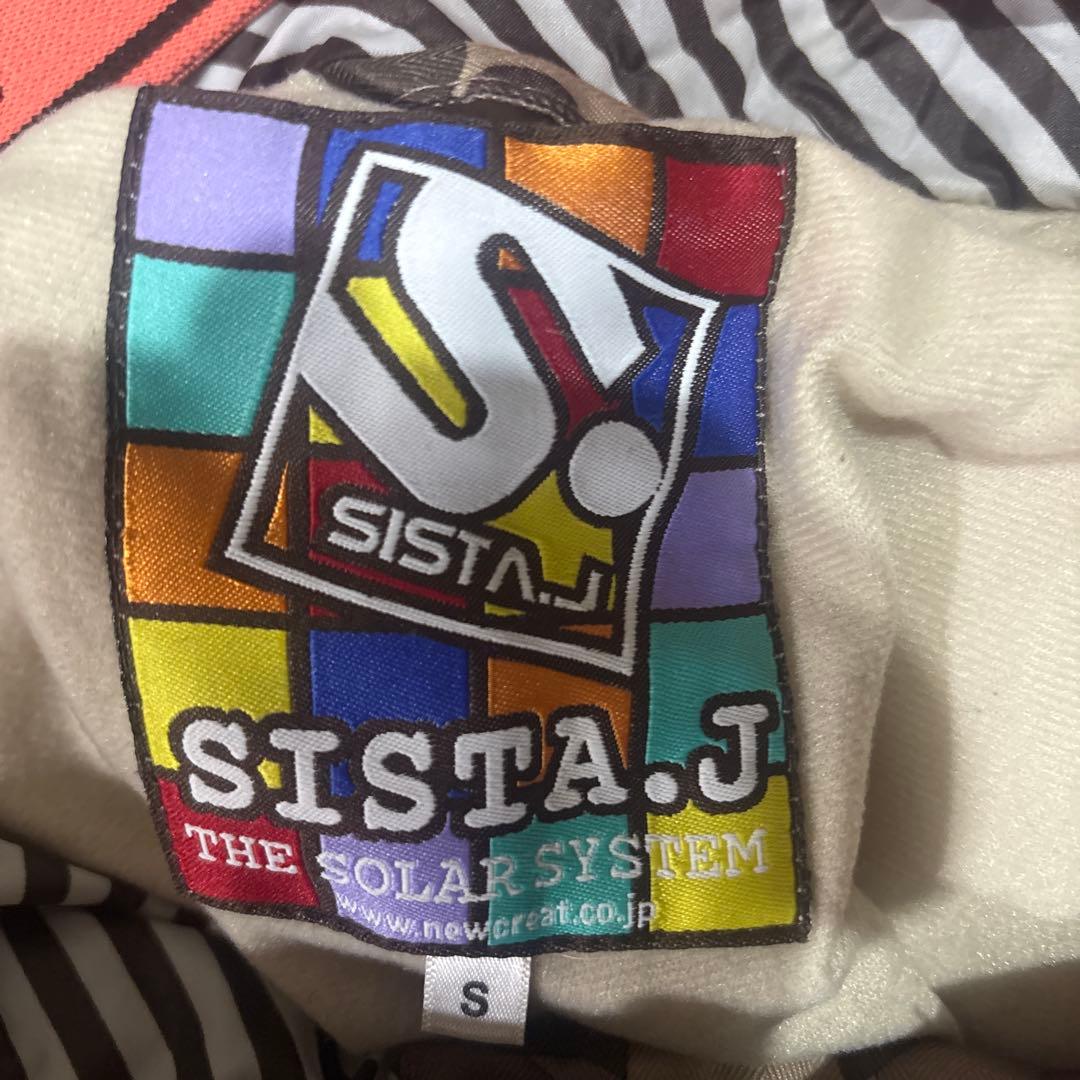 S.
SISTA.J
SISTA.J
THE SOLAR SYSTEM
www.newcreat.co.jp
S